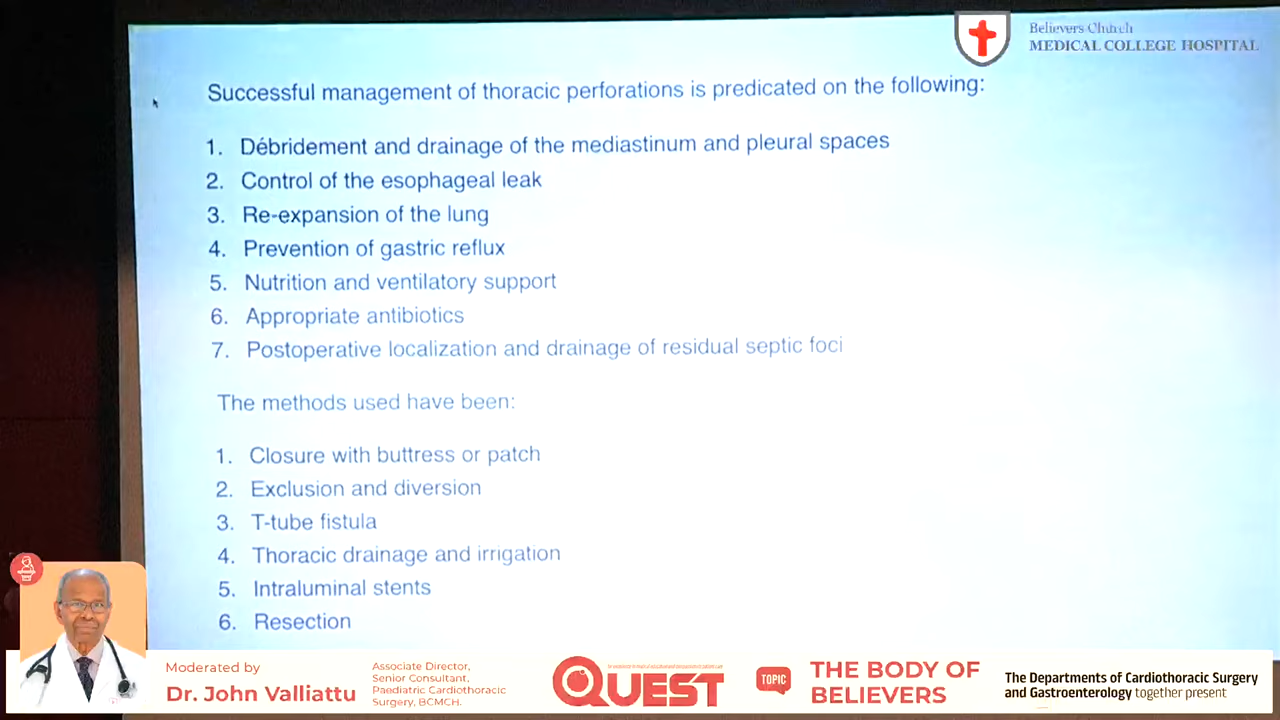 Believers Church
MEDICAL COLLEGE HOSPITAL
Successful management of thoracic perforations is predicated on the following:
1. Débridement and drainage of the mediastinum and pleural spaces
2. Control of the esophageal leak
3. Re-expansion of the lung
4. Prevention of gastric reflux
5. Nutrition and ventilatory support
6. Appropriate antibiotics
7. Postoperative localization and drainage of residual septic foci
The methods used have been:
1. Closure with buttress or patch
2. Exclusion and diversion
3. T-tube fistula
4. Thoracic drainage and irrigation
5. Intraluminal stents
6. Resection
Moderated by
Dr. John Valliattu
Associate Director,
Senior Consultant,
Paediatric Cardiothoracic
Surgery, BCMCH.
QUEST
TOPIC
THE BODY OF
BELIEVERS
The Departments of Cardiothoracic Surgery
and Gastroenterology together present